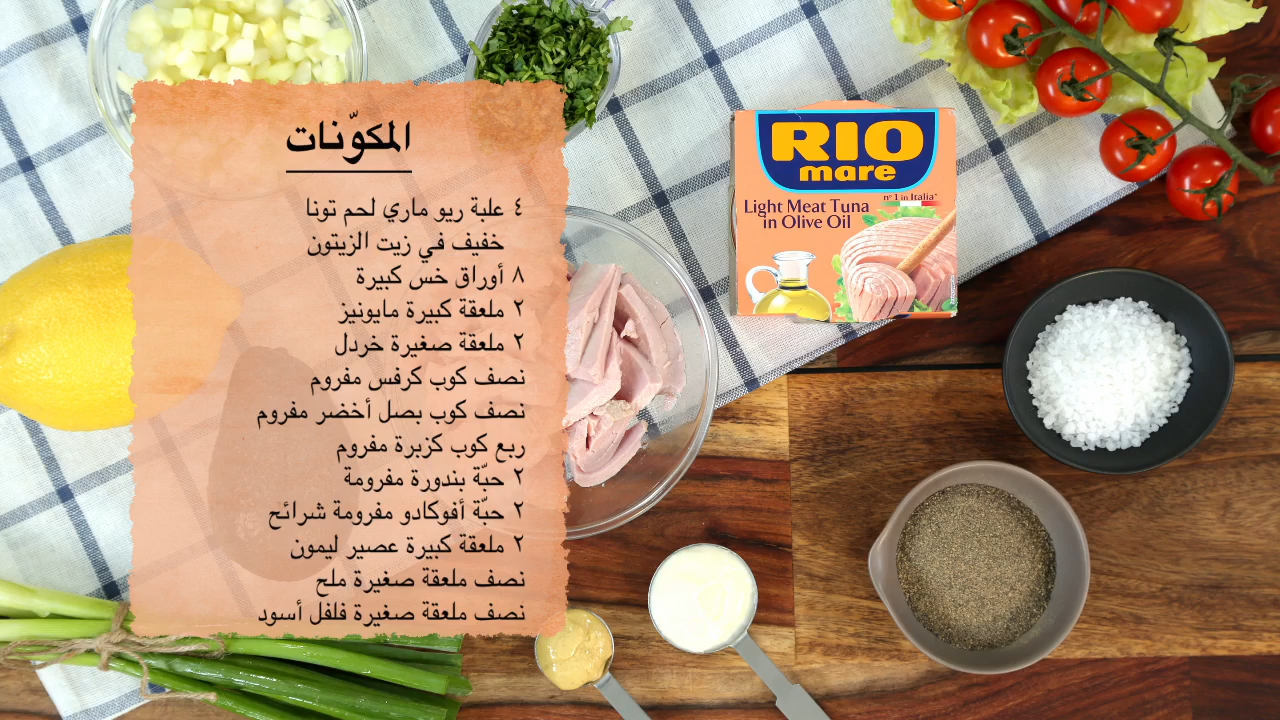 المكوّنات
٤ علبة ريو ماري لحم تونا
خفيف في زيت الزيتون
٨ أوراق خس كبيرة
٢ ملعقة كبيرة مايونيز
٢ ملعقة صغيرة خردل
نصف كوب كرفس مفروم
نصف كوب بصل أخضر مفروم
ربع كوب كزبرة مفروم
٢ حبّة بندورة مفرومة
٢ حبّة أفوكادو مفرومة شرائح
٢ ملعقة كبيرة عصير ليمون
نصف ملعقة صغيرة ملح
نصف ملعقة صغيرة فلفل أسود
RIO
mare
n° 1 in Italia*
Light Meat Tuna
in Olive Oil